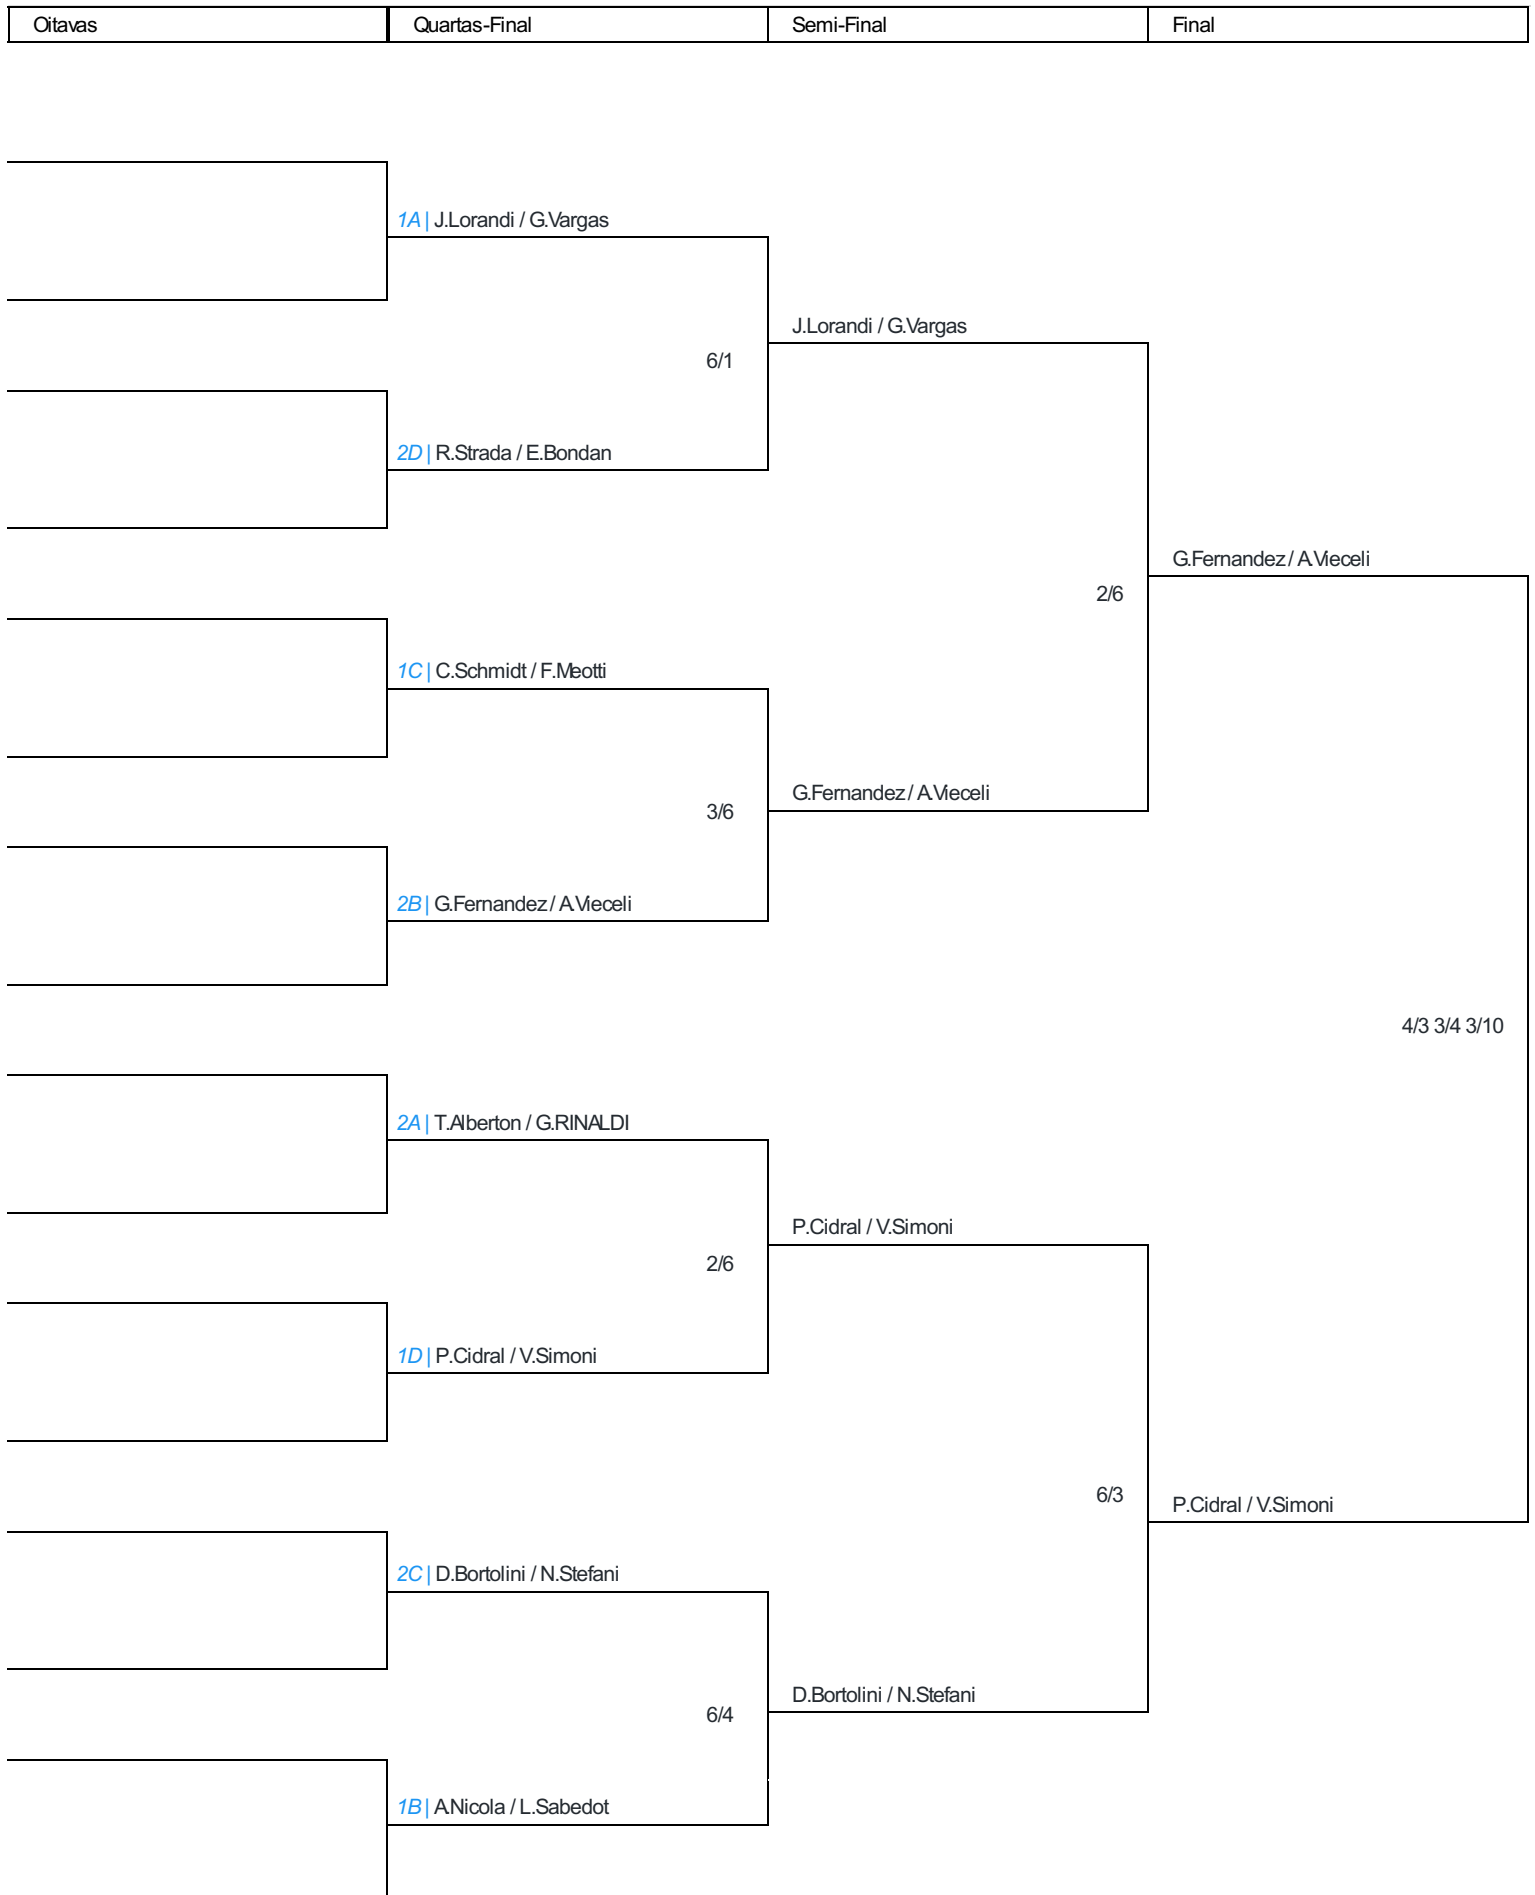 Oitavas Quartas-Final Semi-Final Final
1A | J.Lorandi / G.Vargas
J.Lorandi / G.Vargas
6/1
2D | R.Strada / E.Bondan
G.Fernandez / A.Vieceli
2/6
1C | C.Schmidt / F.Meotti
G.Fernandez / A.Vieceli
3/6
2B | G.Fernandez / A.Vieceli
4/3 3/4 3/10
2A | T.Alberton / G.RINALDI
P.Cidral / V.Simoni
2/6
1D | P.Cidral / V.Simoni
6/3
P.Cidral / V.Simoni
2C | D.Bortolini / N.Stefani
D.Bortolini / N.Stefani
6/4
1B | A.Nicola / L.Sabedot